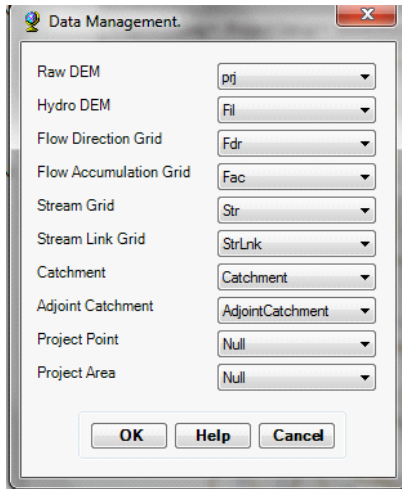 Data Management.
Raw DEM prj
Hydro DEM Fil
Flow Direction Grid Fdr
Flow Accumulation Grid Fac
Stream Grid Str
Stream Link Grid StrLnk
Catchment Catchment
Adjoint Catchment AdjointCatchment
Project Point Null
Project Area Null
OK Help Cancel